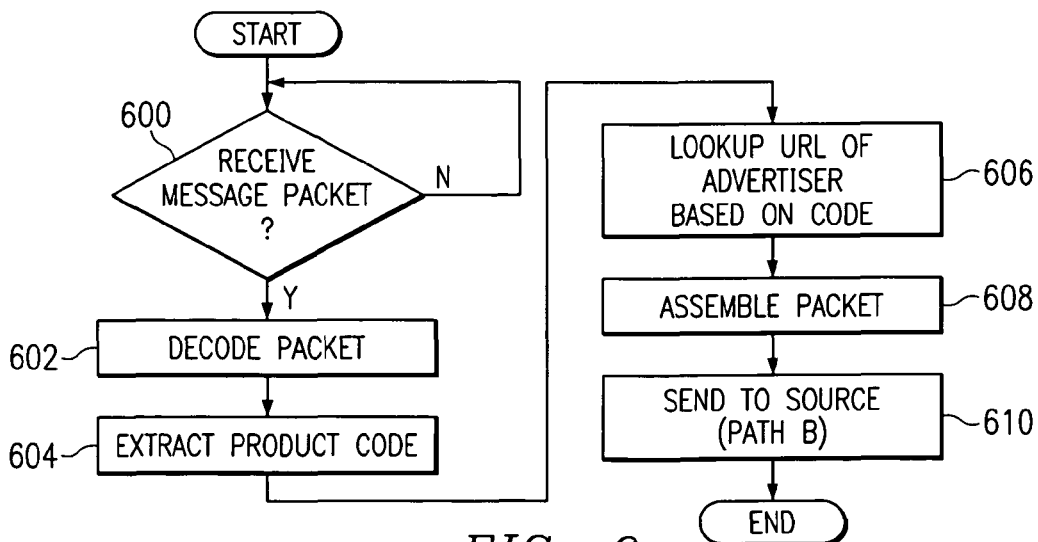 START
600
RECEIVE
MESSAGE PACKET
?
N
Y
602
DECODE PACKET
604
EXTRACT PRODUCT CODE
LOOKUP URL OF
ADVERTISER
BASED ON CODE
606
ASSEMBLE PACKET
608
SEND TO SOURCE
(PATH B)
610
END
FIG.